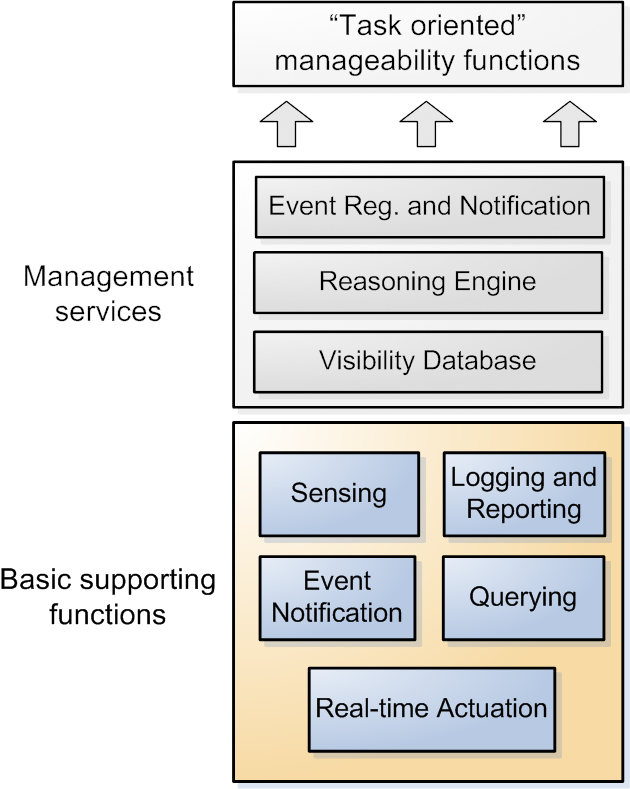 “Task oriented”
manageability functions
Management
services
Event Reg. and Notification
Reasoning Engine
Visibility Database
Basic supporting
functions
Sensing
Logging and
Reporting
Event
Notification
Querying
Real-time Actuation